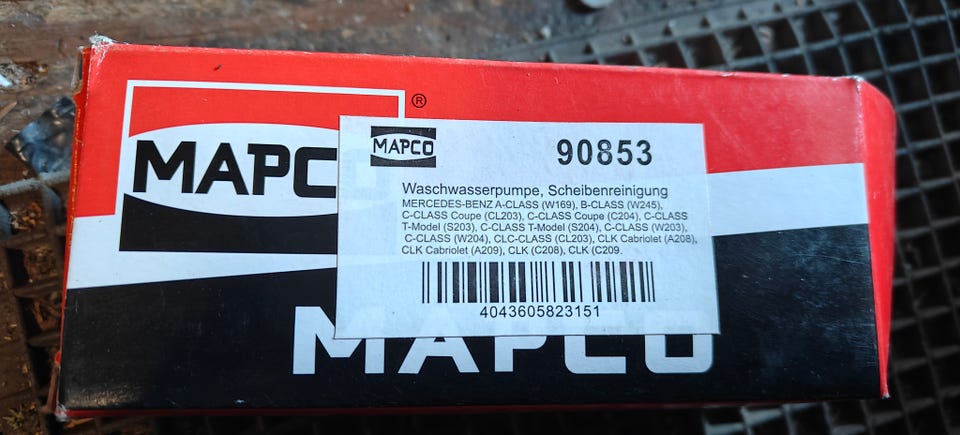 MAPCO
®
MAPCO
90853
Waschwasserpumpe, Scheibenreinigung
MERCEDES-BENZ A-CLASS (W169), B-CLASS (W245),
C-CLASS Coupe (CL203), C-CLASS Coupe (C204), C-CLASS
T-Model (S203), C-CLASS T-Model (S204), C-CLASS (W203),
C-CLASS (W204), CLC-CLASS (CL203), CLK Cabriolet (A208),
CLK Cabriolet (A209), CLK (C208), CLK (C209.
4043605823151
MAPCO